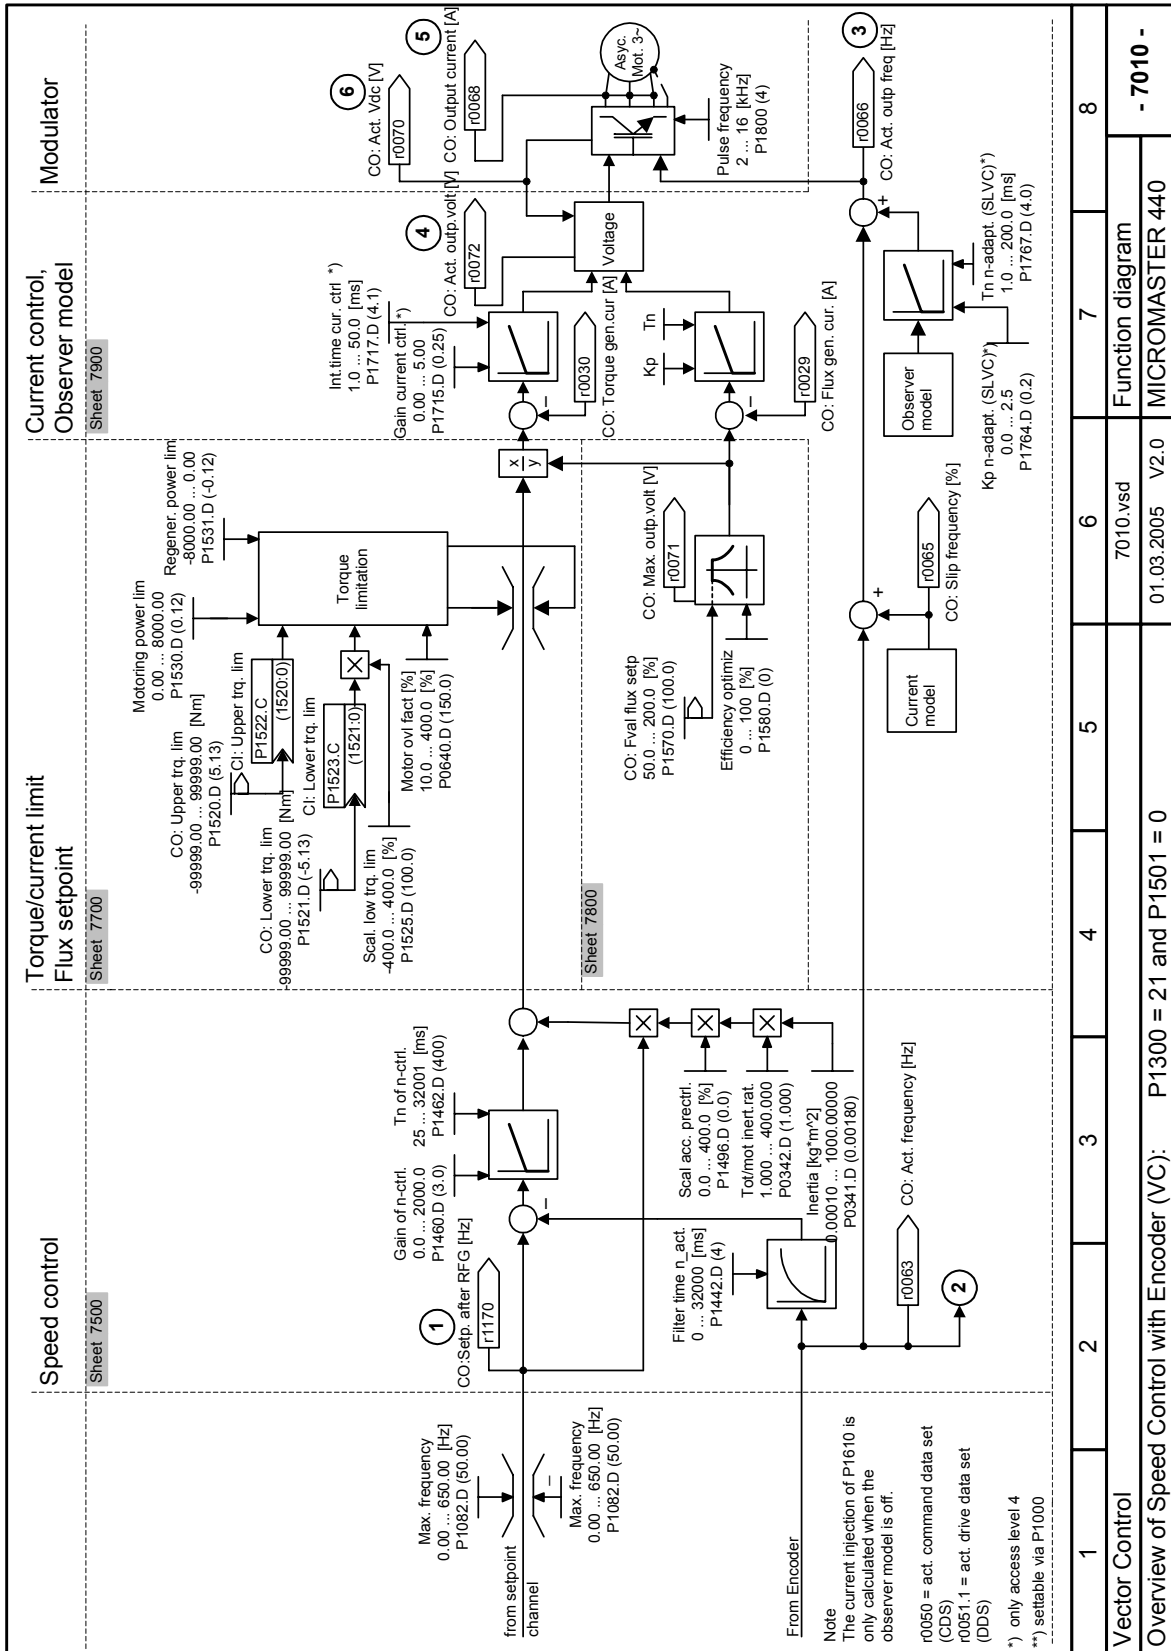 Speed control
Sheet 7500
Torque/current limit
Flux setpoint
Sheet 7700
Current control,
Observer model
Sheet 7900
Modulator
Max. frequency
0.00 ... 650.00 [Hz]
P1082.D (50.00)
from setpoint
channel
–
Max. frequency
0.00 ... 650.00 [Hz]
P1082.D (50.00)
1
CO:Setp. after RFG [Hz]
r1170
Gain of n-ctrl.
0.0 ... 2000.0
P1460.D (3.0)
Tn of n-ctrl.
25 ... 32001 [ms]
P1462.D (400)
–
Filter time n_act.
0 ... 32000 [ms]
P1442.D (4)
Scal acc. prectrl.
0.0 ... 400.0 [%]
P1496.D (0.0)
Tot/mot inert.rat.
1.000 ... 400.000
P0342.D (1.000)
Inertia [kg*m^2]
0.00010 ... 1000.00000
P0341.D (0.00180)
From Encoder
r0063
CO: Act. frequency [Hz]
2
CO: Upper trq. lim
-99999.00 ... 99999.00 [Nm]
P1520.D (5.13)
CI: Upper trq. lim
P1522.C
(1520:0)
CO: Lower trq. lim
-99999.00 ... 99999.00 [Nm]
P1521.D (-5.13)
CI: Lower trq. lim
P1523.C
(1521:0)
Scal. low trq. lim
-400.0 ... 400.0 [%]
P1525.D (100.0)
Motor ovl fact [%]
10.0 ... 400.0 [%]
P0640.D (150.0)
Motoring power lim
0.00 ... 8000.00
P1530.D (0.12)
Regener. power lim
-8000.00 ... 0.00
P1531.D (-0.12)
Torque
limitation
Sheet 7800
CO: Fval flux setp
50.0 ... 200.0 [%]
P1570.D (100.0)
Efficiency optimiz
0 ... 100 [%]
P1580.D (0)
CO: Max. outp.volt [V]
r0071
x
y
Int.time cur. ctrl *)
1.0 ... 50.0 [ms]
P1717.D (4.1)
Gain current ctrl.*)
0.00 ... 5.00
P1715.D (0.25)
–
r0030
CO: Torque gen.cur [A]
Kp
Tn
–
r0029
CO: Flux gen. cur. [A]
4
CO: Act. outp.volt[V]
r0072
Voltage
6
CO: Act. Vdc [V]
r0070
5
CO: Output current [A]
r0068
Asyc.
Mot. 3~
Pulse frequency
2 ... 16 [kHz]
P1800 (4)
3
CO: Act. outp freq [Hz]
r0066
Current
model
r0065
CO: Slip frequency [%]
+
Observer
model
+
Kp n-adapt. (SLVC)*)
0.0 ... 2.5
P1764.D (0.2)
Tn n-adapt. (SLVC)*)
1.0 ... 200.0 [ms]
P1767.D (4.0)
Note
The current injection of P1610 is
only calculated when the
observer model is off.
r0050 = act. command data set
(CDS)
r0051.1 = act. drive data set
(DDS)
*) only access level 4
**) settable via P1000
1 2 3 4 5 6 7 8
Vector Control
7010.vsd
Function diagram
- 7010 -
Overview of Speed Control with Encoder (VC): P1300 = 21 and P1501 = 0
01.03.2005 V2.0
MICROMASTER 440